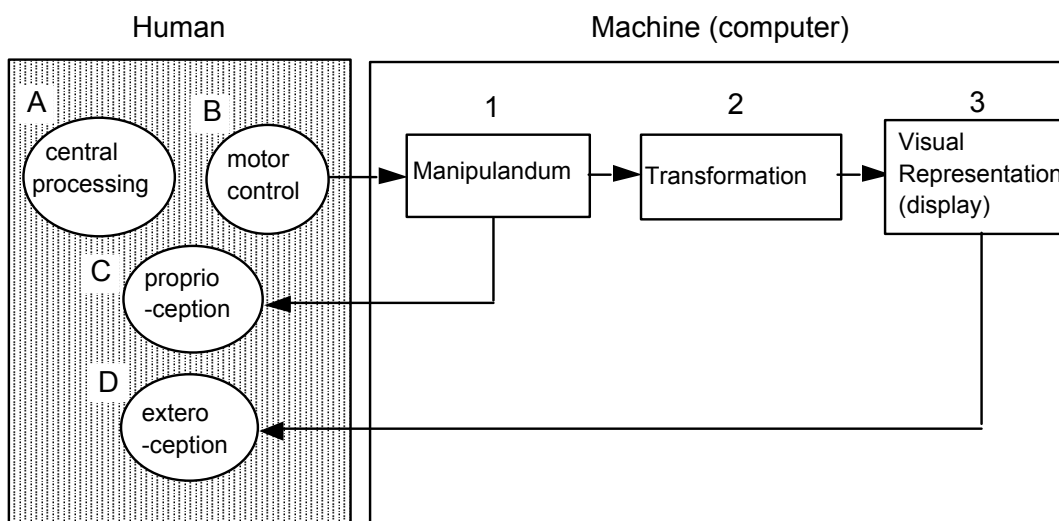 Human
Machine (computer)
A
central
processing
B
motor
control
C
proprio
-ception
D
extero
-ception
1
Manipulandum
2
Transformation
3
Visual
Representation
(display)